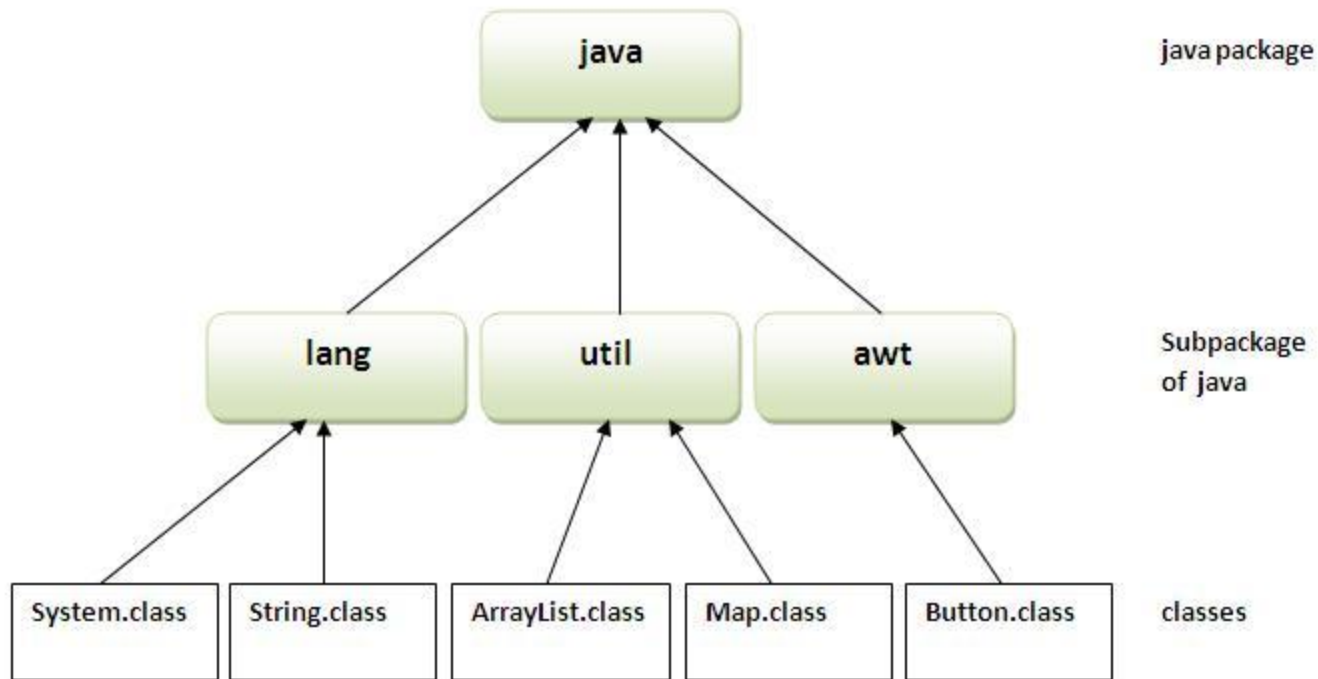 java
java package
lang
util
awt
Subpackage
of java
System.class
String.class
ArrayList.class
Map.class
Button.class
classes